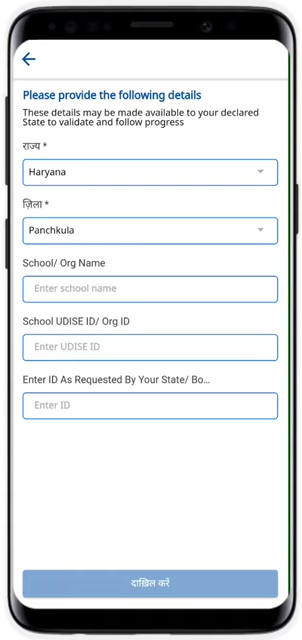 Please provide the following details
These details may be made available to your declared
State to validate and follow progress
राज्य *
Haryana
ज़िला *
Panchkula
School/ Org Name
Enter school name
School UDISE ID/ Org ID
Enter UDISE ID
Enter ID As Requested By Your State/ Bo...
Enter ID
दाख़िल करें